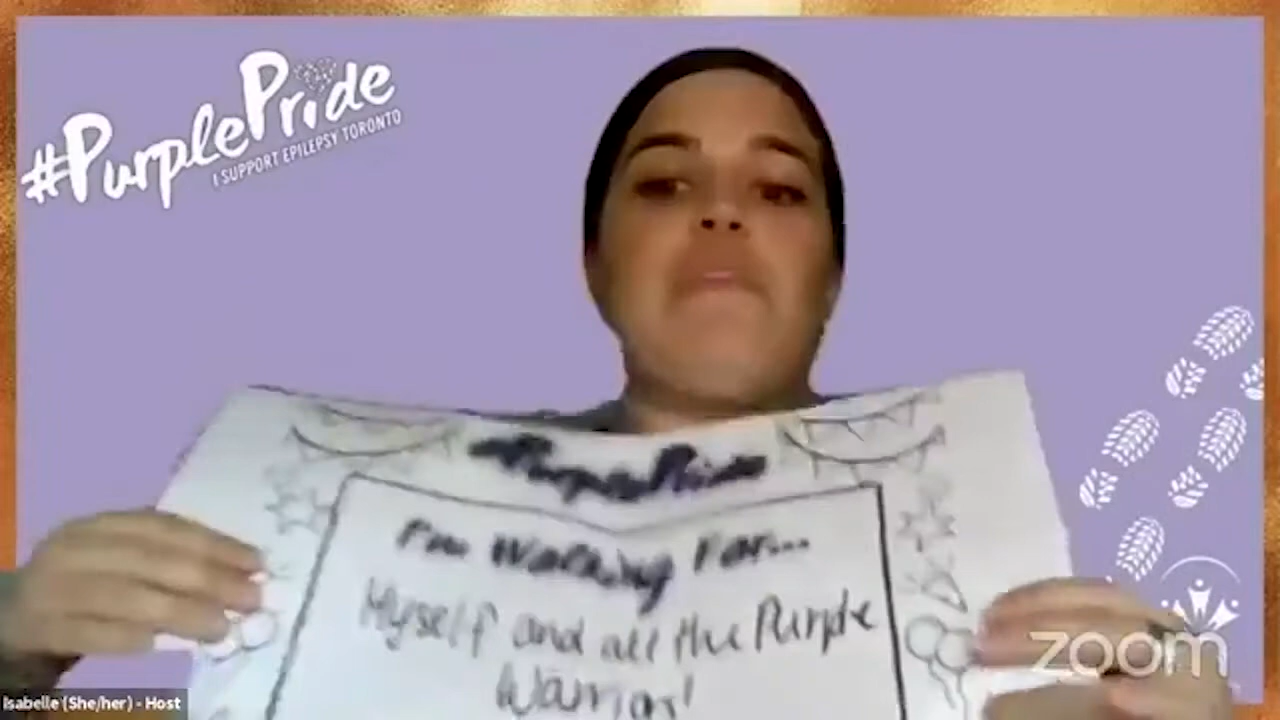 #PurplePride
I SUPPORT EPILEPSY TORONTO
#PurplePride
I'm Walking For...
Myself and all the Purple
Warriors!
zoom
Isabelle (She/her) - Host